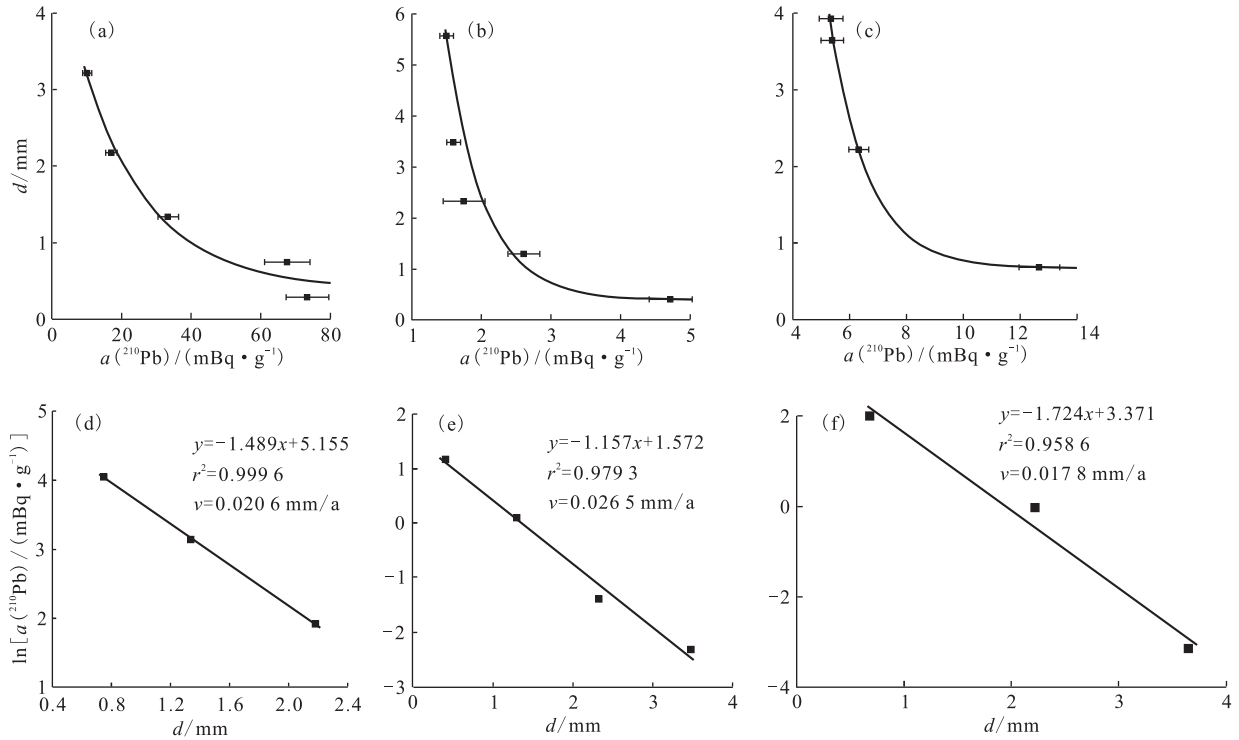 (a)
4
3
2
1
0
d/mm
0 20 40 60 80
a(²¹⁰Pb)/(mBq·g⁻¹)
(b)
6
5
4
3
2
1
0
1 2 3 4 5
a(²¹⁰Pb)/(mBq·g⁻¹)
(c)
4
3
2
1
0
4 6 8 10 12 14
a(²¹⁰Pb)/(mBq·g⁻¹)
(d)
y=−1.489x+5.155
r²=0.999 6
v=0.020 6 mm/a
5
4
3
2
1
ln[a(²¹⁰Pb)/(mBq·g⁻¹)]
0.4 0.8 1.2 1.6 2.0 2.4
d/mm
(e)
y=−1.157x+1.572
r²=0.979 3
v=0.026 5 mm/a
2
1
0
−1
−2
−3
0 1 2 3 4
d/mm
(f)
y=−1.724x+3.371
r²=0.958 6
v=0.017 8 mm/a
2
0
−2
−4
0 1 2 3 4
d/mm